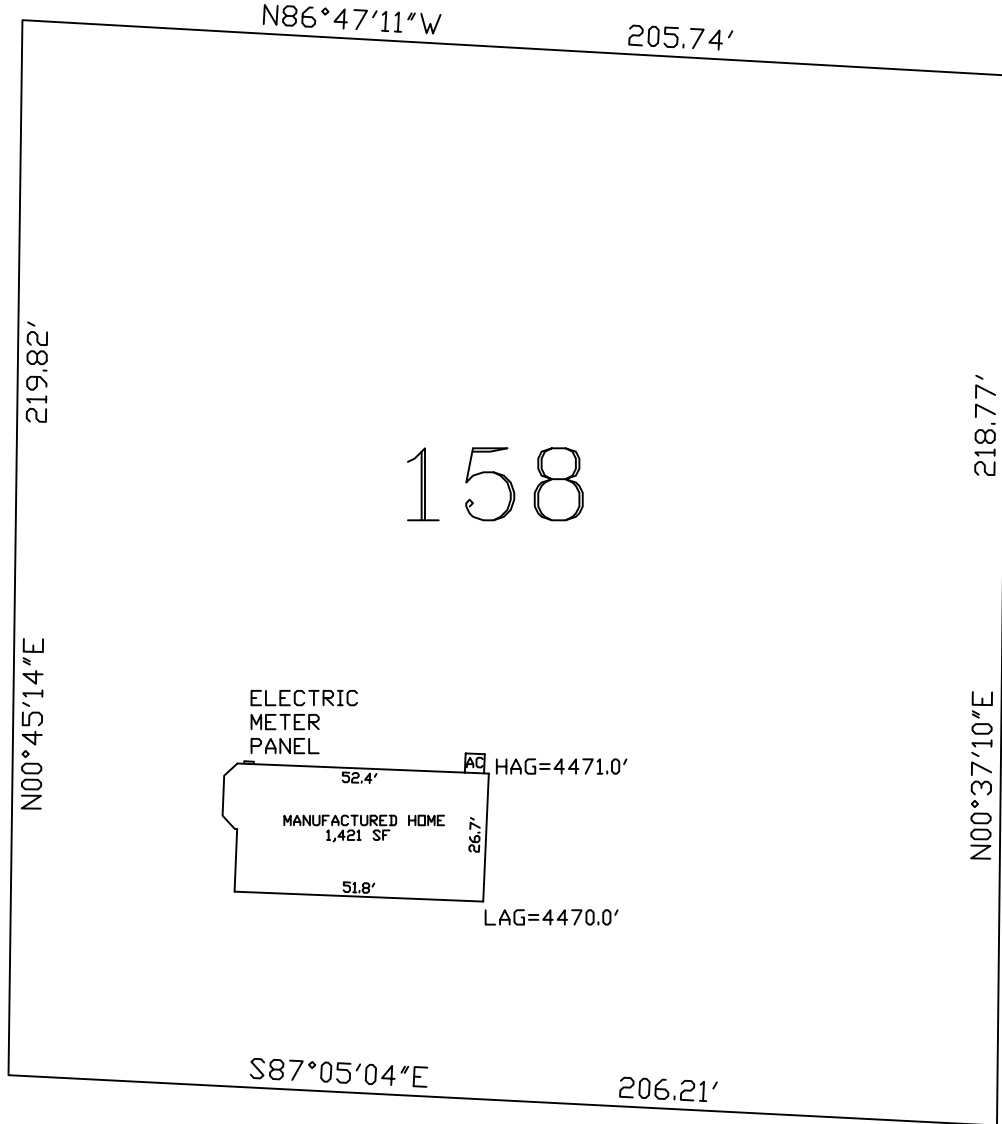 N86°47'11"W
205.74'
219.82'
218.77'
158
N00°45'14"E
N00°37'10"E
ELECTRIC
METER
PANEL
AC
HAG=4471.0'
52.4'
MANUFACTURED HOME
1,421 SF
26.7'
51.8'
LAG=4470.0'
S87°05'04"E
206.21'